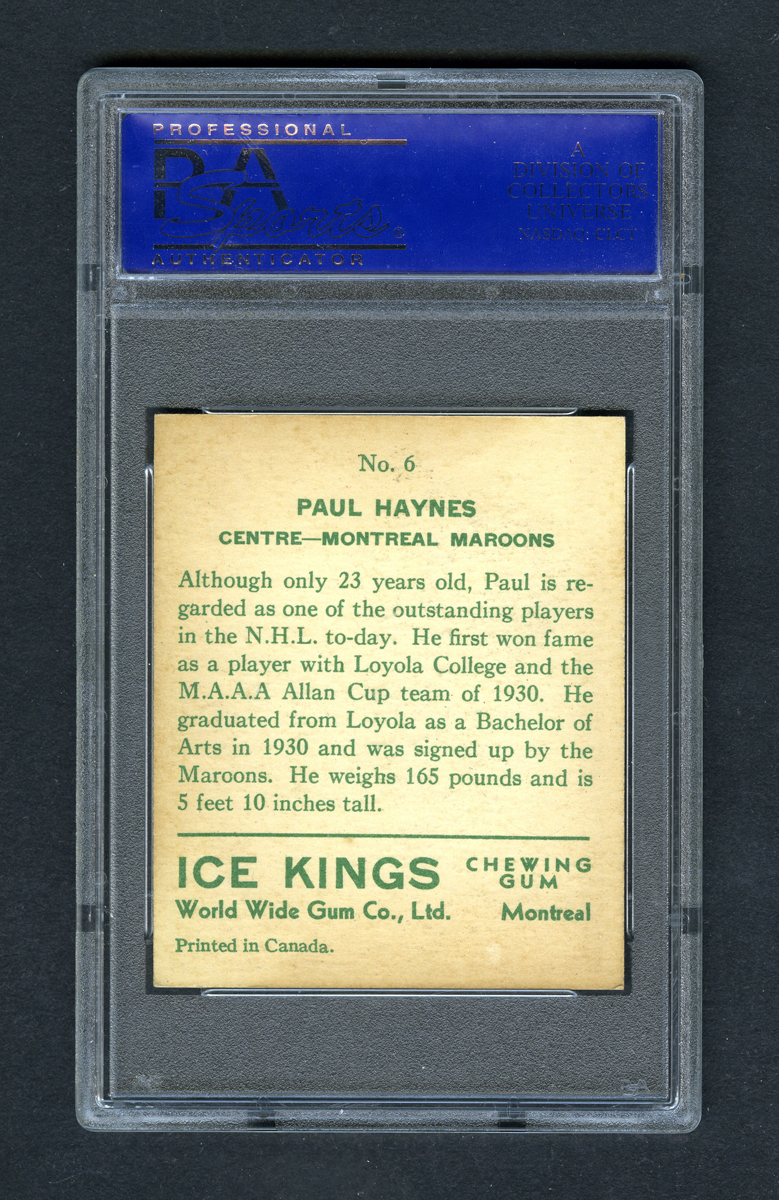 PROFESSIONAL
PSA
Sports®
AUTHENTICATOR
A
DIVISION OF
COLLECTORS
UNIVERSE
NASDAQ: CLCT
No. 6
PAUL HAYNES
CENTRE—MONTREAL MAROONS
Although only 23 years old, Paul is re-
garded as one of the outstanding players
in the N.H.L. to-day. He first won fame
as a player with Loyola College and the
M.A.A.A Allan Cup team of 1930. He
graduated from Loyola as a Bachelor of
Arts in 1930 and was signed up by the
Maroons. He weighs 165 pounds and is
5 feet 10 inches tall.
ICE KINGS CHEWING GUM
World Wide Gum Co., Ltd. Montreal
Printed in Canada.